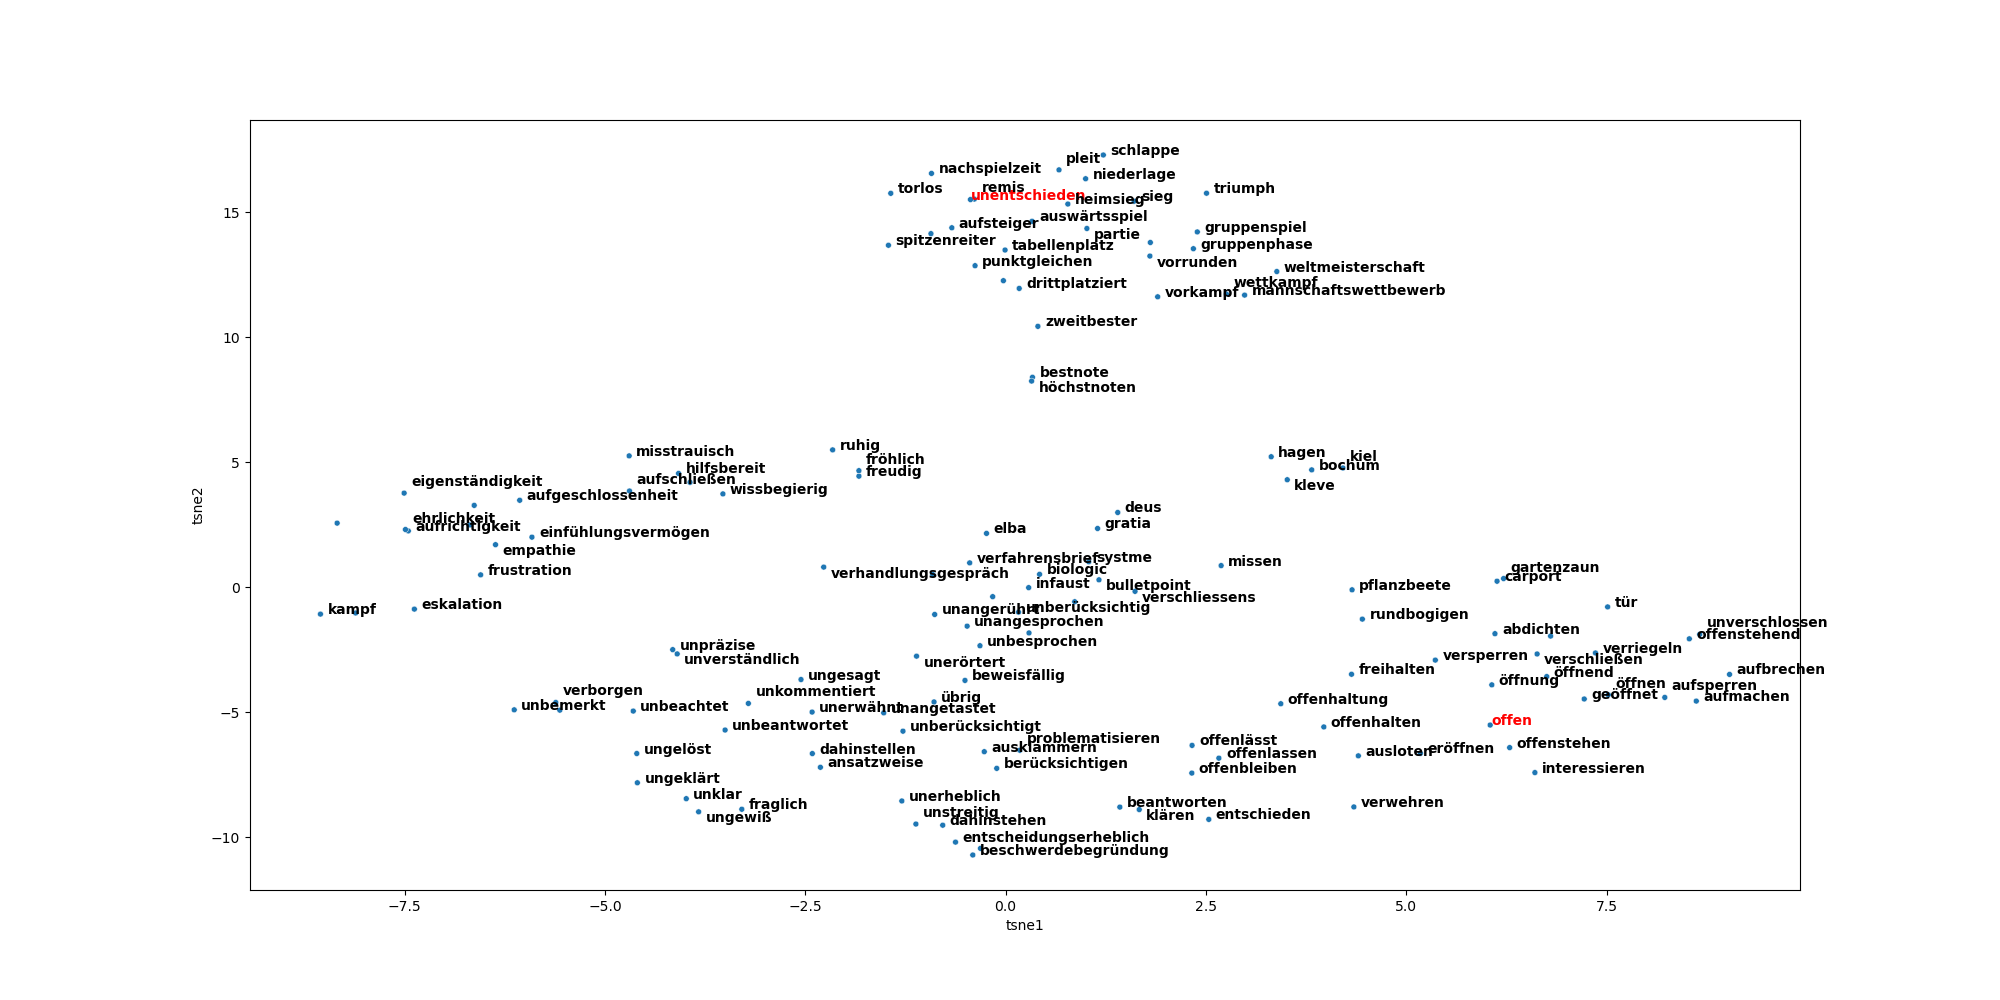 schlappe
pleit
nachspielzeit
niederlage
torlos
remis
triumph
unentschieden
heimsieg
sieg
auswärtsspiel
aufsteiger
gruppenspiel
partie
spitzenreiter
tabellenplatz
gruppenphase
punktgleichen
vorrunden
weltmeisterschaft
drittplatziert
wettkampf
vorkampf
mannschaftswettbewerb
zweitbester
bestnote
höchstnoten
ruhig
misstrauisch
hagen
kiel
fröhlich
bochum
hilfsbereit
freudig
eigenständigkeit
aufschließen
kleve
wissbegierig
aufgeschlossenheit
deus
ehrlichkeit
gratia
aufrichtigkeit
elba
einfühlungsvermögen
empathie
verfahrensbrief
systme
missen
frustration
verhandlungsgespräch
biologic
gartenzaun
carport
infaust
bulletpoint
pflanzbeete
verschliessens
tür
eskalation
kampf
unangerührt
unberücksichtig
rundbogigen
unangesprochen
unverschlossen
abdichten
offenstehend
unbesprochen
unpräzise
verriegeln
unverständlich
unerörtert
versperren
verschließen
ungesagt
beweisfällig
freihalten
öffnend
aufbrechen
öffnung
öffnen
aufsperren
verborgen
unkommentiert
übrig
geöffnet
aufmachen
unbemerkt
unbeachtet
unerwähnt
unangetastet
offenhaltung
unbeantwortet
unberücksichtigt
offenhalten
offen
problematisieren
offenlässt
offenstehen
ungelöst
dahinstellen
ausklammern
offenlassen
ausloten
eröffnen
ansatzweise
berücksichtigen
offenbleiben
interessieren
ungeklärt
unklar
unerheblich
fraglich
beantworten
verwehren
ungewiß
unstreitig
klären
entschieden
dahinstehen
entscheidungserheblich
beschwerdebegründung
15
10
5
0
−5
−10
tsne2
−7.5
−5.0
−2.5
0.0
2.5
5.0
7.5
tsne1